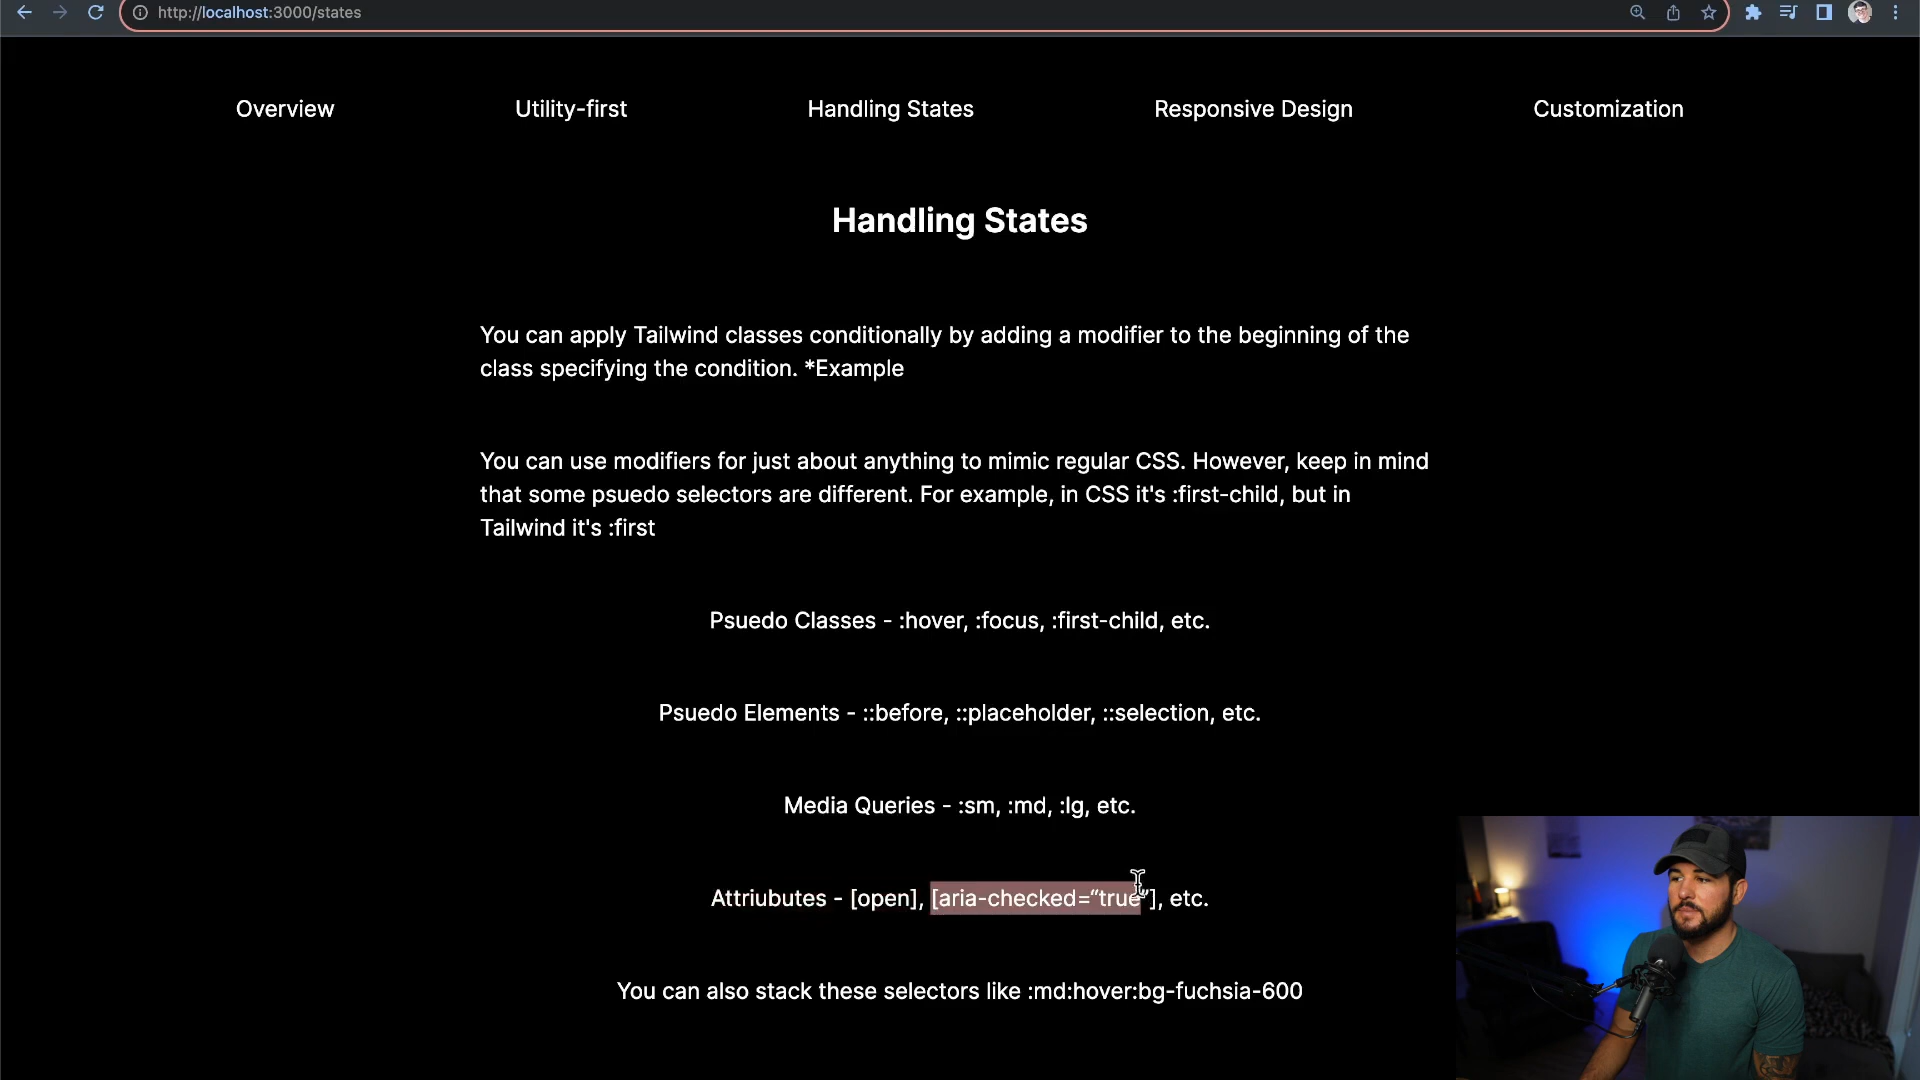 http://localhost:3000/states
Overview
Utility-first
Handling States
Responsive Design
Customization
Handling States
You can apply Tailwind classes conditionally by adding a modifier to the beginning of the
class specifying the condition. *Example
You can use modifiers for just about anything to mimic regular CSS. However, keep in mind
that some psuedo selectors are different. For example, in CSS it's :first-child, but in
Tailwind it's :first
Psuedo Classes - :hover, :focus, :first-child, etc.
Psuedo Elements - ::before, ::placeholder, ::selection, etc.
Media Queries - :sm, :md, :lg, etc.
Attriubutes - [open], [aria-checked=“true”], etc.
You can also stack these selectors like :md:hover:bg-fuchsia-600